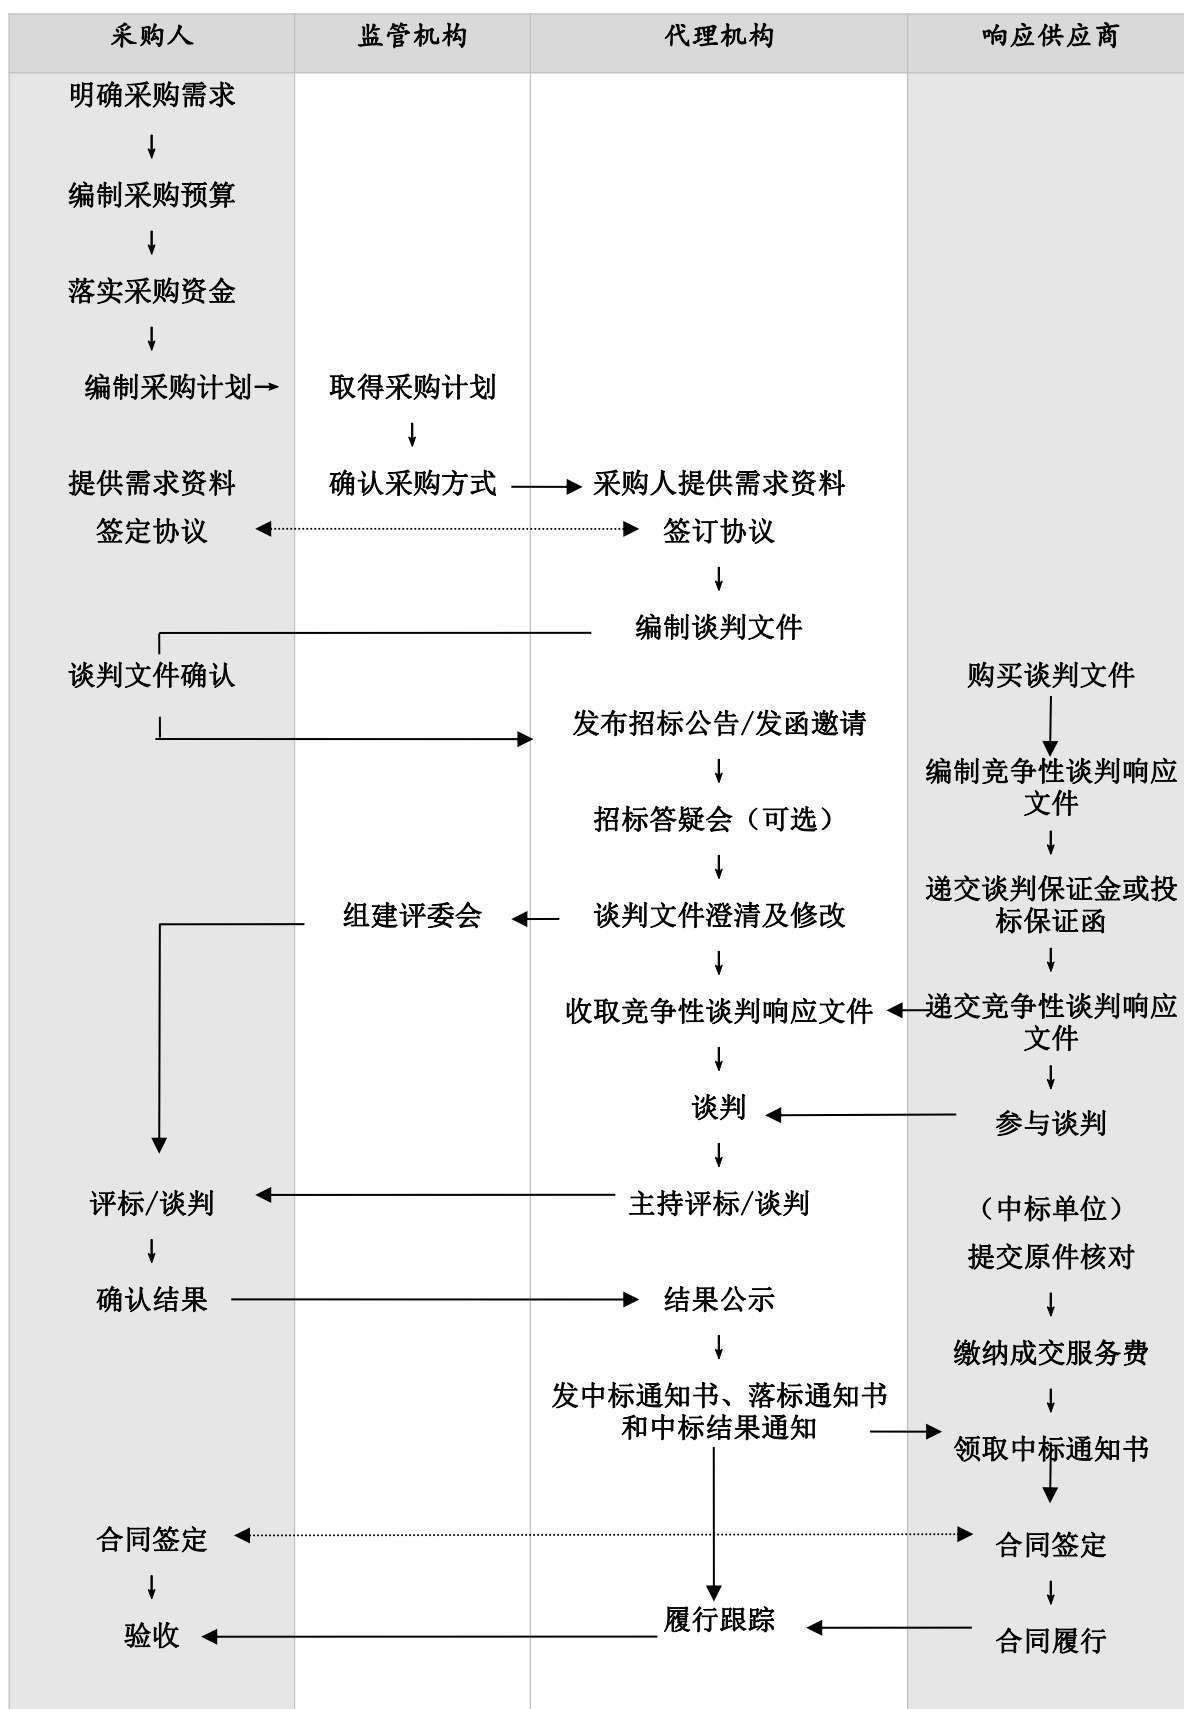 采购人 监管机构 代理机构 响应供应商
明确采购需求
↓
编制采购预算
↓
落实采购资金
↓
编制采购计划→ 取得采购计划
↓
提供需求资料 确认采购方式 采购人提供需求资料
签定协议 签订协议
↓
编制谈判文件
谈判文件确认 购买谈判文件
发布招标公告/发函邀请
↓
编制竞争性谈判响应
文件
招标答疑会（可选）
↓
↓
递交谈判保证金或投
标保证函
组建评委会 谈判文件澄清及修改
↓
↓
收取竞争性谈判响应文件 递交竞争性谈判响应
文件
↓
↓
谈判
参与谈判
↓
评标/谈判 主持评标/谈判 （中标单位）
提交原件核对
↓
确认结果 结果公示
↓
↓
缴纳成交服务费
发中标通知书、落标通知书
和中标结果通知
↓
领取中标通知书
合同签定 合同签定
↓
↓
验收 履行跟踪 合同履行